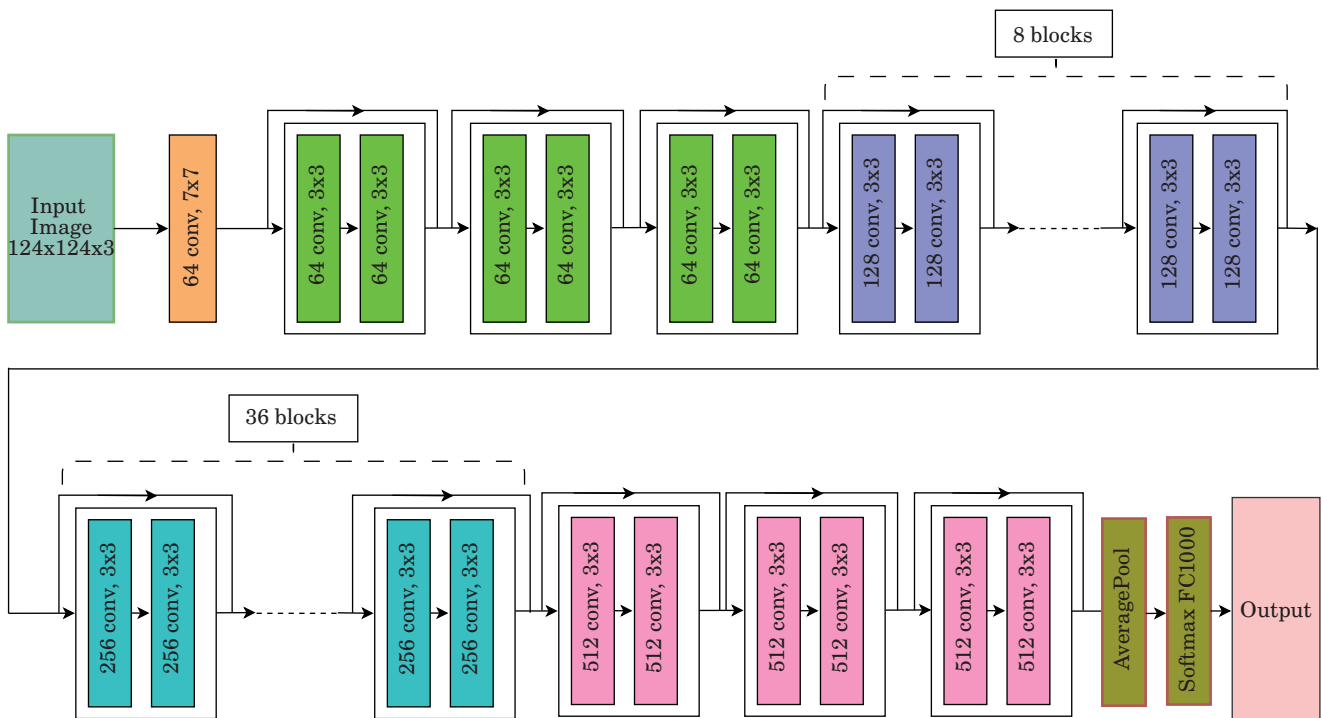 8 blocks
Input
Image
124x124x3
64 conv, 7x7
64 conv, 3x3
64 conv, 3x3
64 conv, 3x3
64 conv, 3x3
64 conv, 3x3
64 conv, 3x3
128 conv, 3x3
128 conv, 3x3
128 conv, 3x3
128 conv, 3x3
36 blocks
256 conv, 3x3
256 conv, 3x3
256 conv, 3x3
256 conv, 3x3
512 conv, 3x3
512 conv, 3x3
512 conv, 3x3
512 conv, 3x3
512 conv, 3x3
512 conv, 3x3
AveragePool
Softmax FC1000
Output